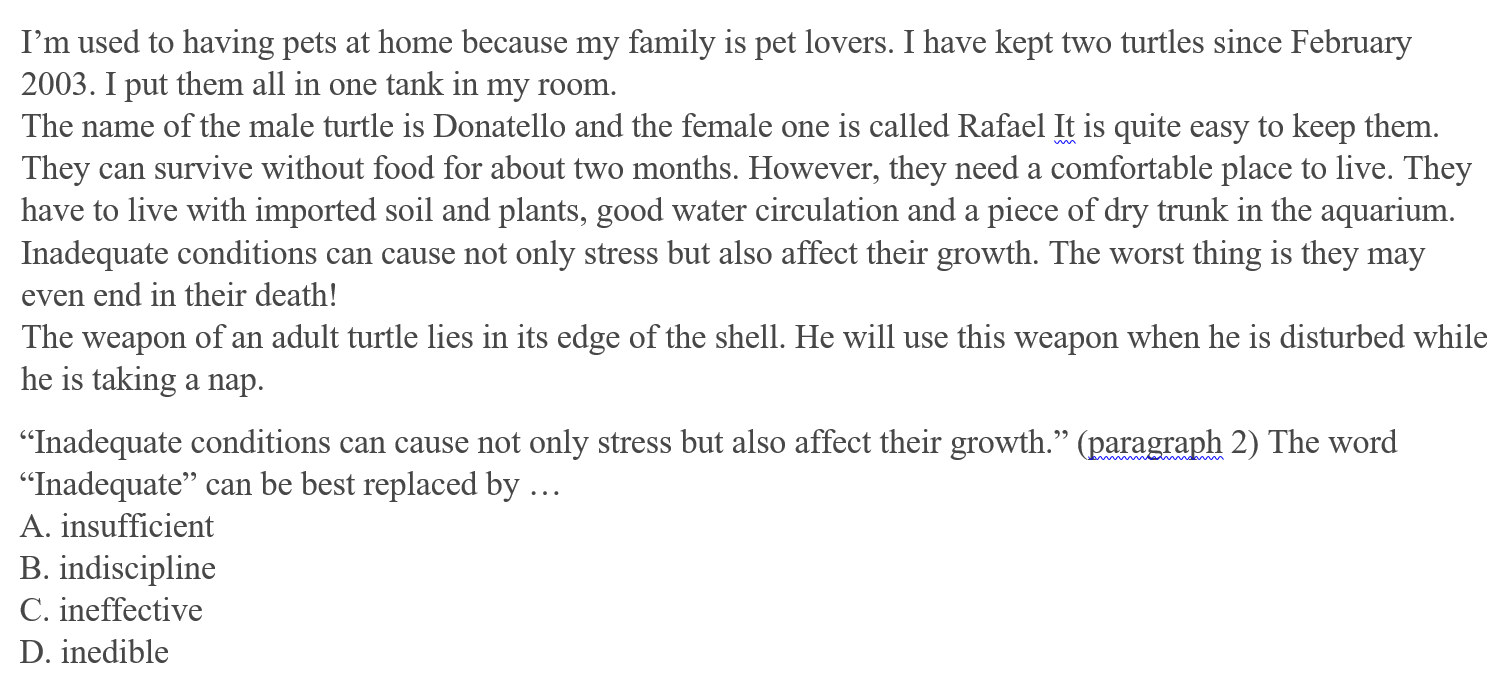 I’m used to having pets at home because my family is pet lovers. I have kept two turtles since February
2003. I put them all in one tank in my room.
The name of the male turtle is Donatello and the female one is called Rafael It is quite easy to keep them.
They can survive without food for about two months. However, they need a comfortable place to live. They
have to live with imported soil and plants, good water circulation and a piece of dry trunk in the aquarium.
Inadequate conditions can cause not only stress but also affect their growth. The worst thing is they may
even end in their death!
The weapon of an adult turtle lies in its edge of the shell. He will use this weapon when he is disturbed while
he is taking a nap.
“Inadequate conditions can cause not only stress but also affect their growth.” (paragraph 2) The word
“Inadequate” can be best replaced by …
A. insufficient
B. indiscipline
C. ineffective
D. inedible